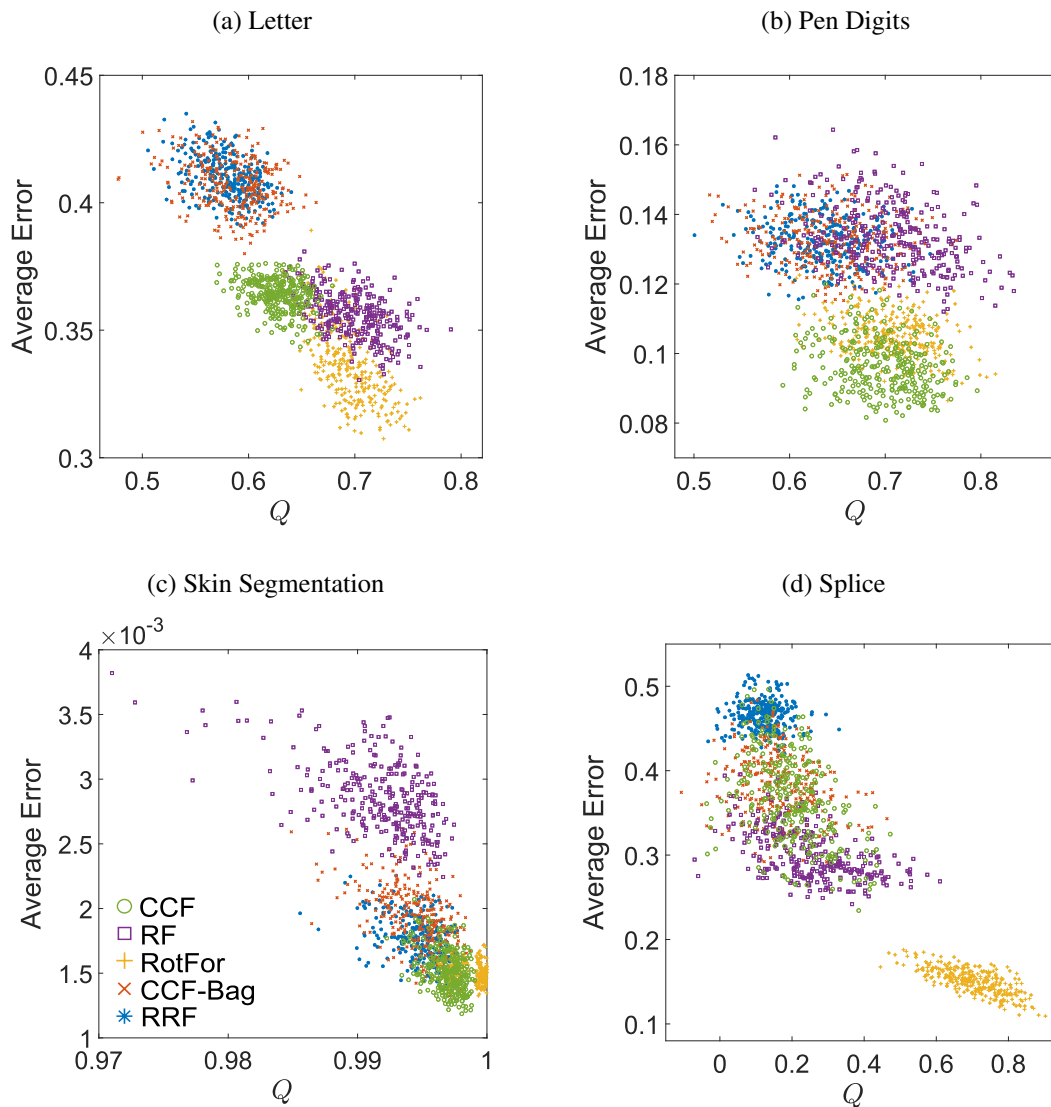 (a) Letter
0.45
0.4
0.35
0.3
Average Error
0.5 0.6 0.7 0.8
Q
(b) Pen Digits
0.18
0.16
0.14
0.12
0.1
0.08
Average Error
0.5 0.6 0.7 0.8
Q
(c) Skin Segmentation
×10⁻³
4
3.5
3
2.5
2
1.5
1
Average Error
CCF
RF
RotFor
CCF-Bag
RRF
0.97 0.98 0.99 1
Q
(d) Splice
0.5
0.4
0.3
0.2
0.1
Average Error
0 0.2 0.4 0.6 0.8
Q